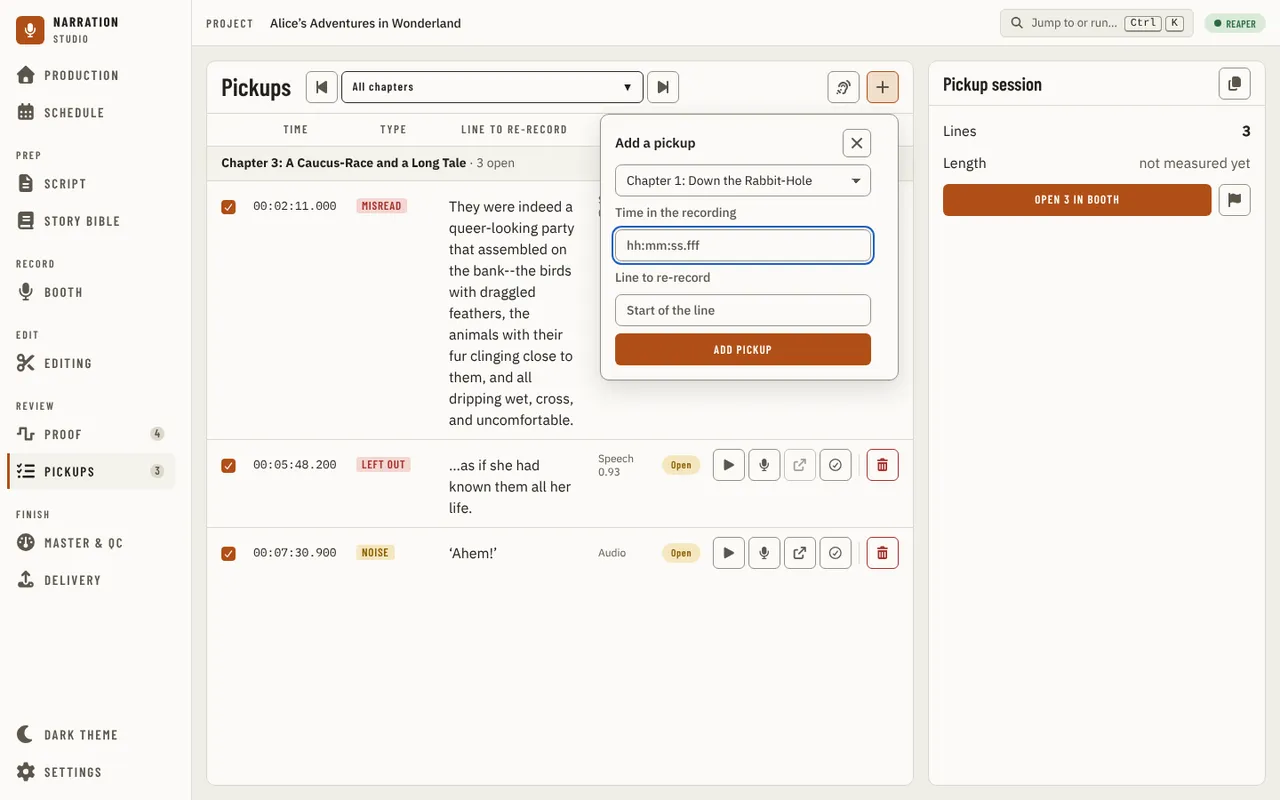 NARRATION
STUDIO
PRODUCTION
SCHEDULE
PREP
SCRIPT
STORY BIBLE
RECORD
BOOTH
EDIT
EDITING
REVIEW
PROOF 4
PICKUPS 3
FINISH
MASTER & QC
DELIVERY
DARK THEME
SETTINGS
PROJECT Alice's Adventures in Wonderland
Jump to or run... Ctrl K
REAPER
Pickups
All chapters
TIME TYPE LINE TO RE-RECORD
Chapter 3: A Caucus-Race and a Long Tale · 3 open
00:02:11.000 MISREAD They were indeed a
queer-looking party
that assembled on
the bank--the birds
with draggled
feathers, the
animals with their
fur clinging close to
them, and all
dripping wet, cross,
and uncomfortable.
00:05:48.200 LEFT OUT ...as if she had
known them all her
life.
Speech
0.93
Open
00:07:30.900 NOISE ‘Ahem!’ Audio Open
Add a pickup
Chapter 1: Down the Rabbit-Hole
Time in the recording
hh:mm:ss.fff
Line to re-record
Start of the line
ADD PICKUP
Pickup session
Lines 3
Length not measured yet
OPEN 3 IN BOOTH